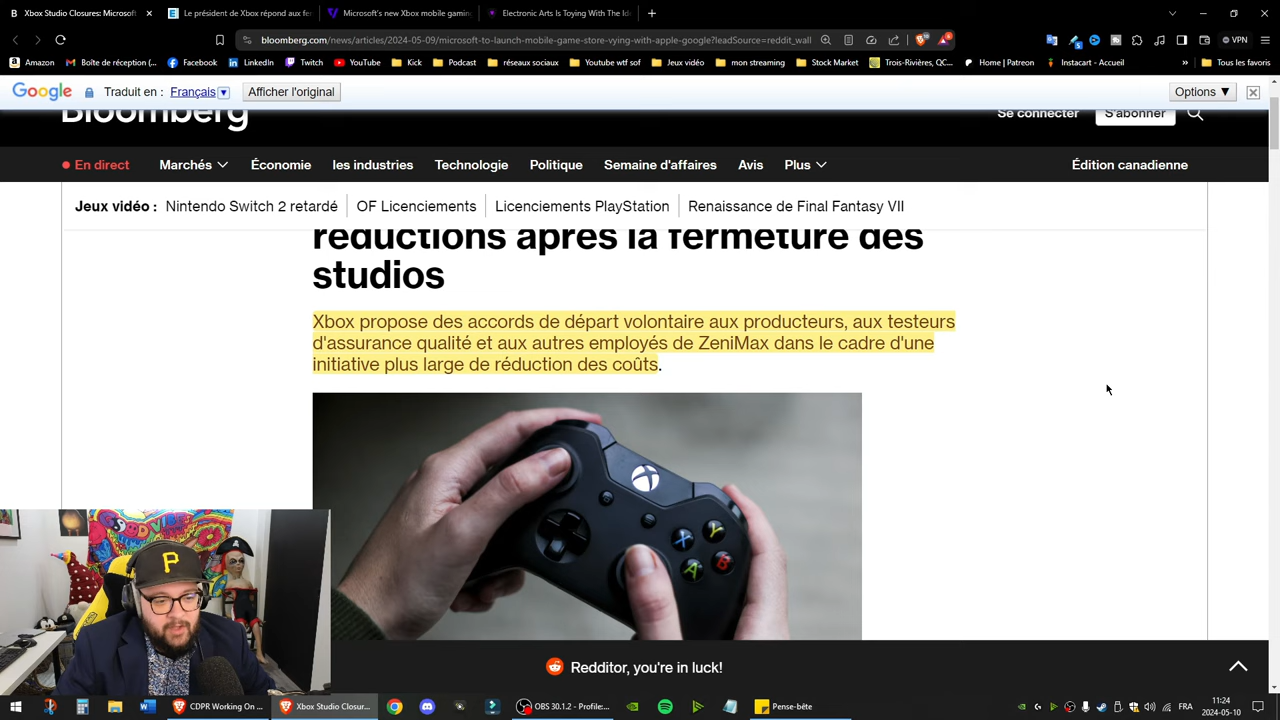 Xbox Studio Closures: Microsof
Le président de Xbox répond aux fe
Microsoft's new Xbox mobile gamin
Electronic Arts Is Toying With The Id
bloomberg.com/news/articles/2024-05-09/microsoft-to-launch-mobile-game-store-vying-with-apple-google?leadSource=reddit_wall
VPN
Amazon
Boîte de réception (...
Facebook
LinkedIn
Twitch
YouTube
Kick
Podcast
réseaux sociaux
Youtube wtf sof
Jeux vidéo
mon streaming
Stock Market
Trois-Rivières, QC...
Home | Patreon
Instacart - Accueil
Tous les favoris
Google
Traduit en :
Français
Afficher l'original
Options ▼
Bloomberg
Se connecter
S'abonner
En direct
Marchés
Économie
les industries
Technologie
Politique
Semaine d'affaires
Avis
Plus
Édition canadienne
Jeux vidéo :
Nintendo Switch 2 retardé
OF Licenciements
Licenciements PlayStation
Renaissance de Final Fantasy VII
réductions après la fermeture des
studios
Xbox propose des accords de départ volontaire aux producteurs, aux testeurs
d'assurance qualité et aux autres employés de ZeniMax dans le cadre d'une
initiative plus large de réduction des coûts.
X
Y
A
B
GOOD VIBE
P
A
Redditor, you're in luck!
CDPR Working On ...
Xbox Studio Closur...
OBS 30.1.2 - Profile:...
Pense-bête
FRA
11:24
2024-05-10